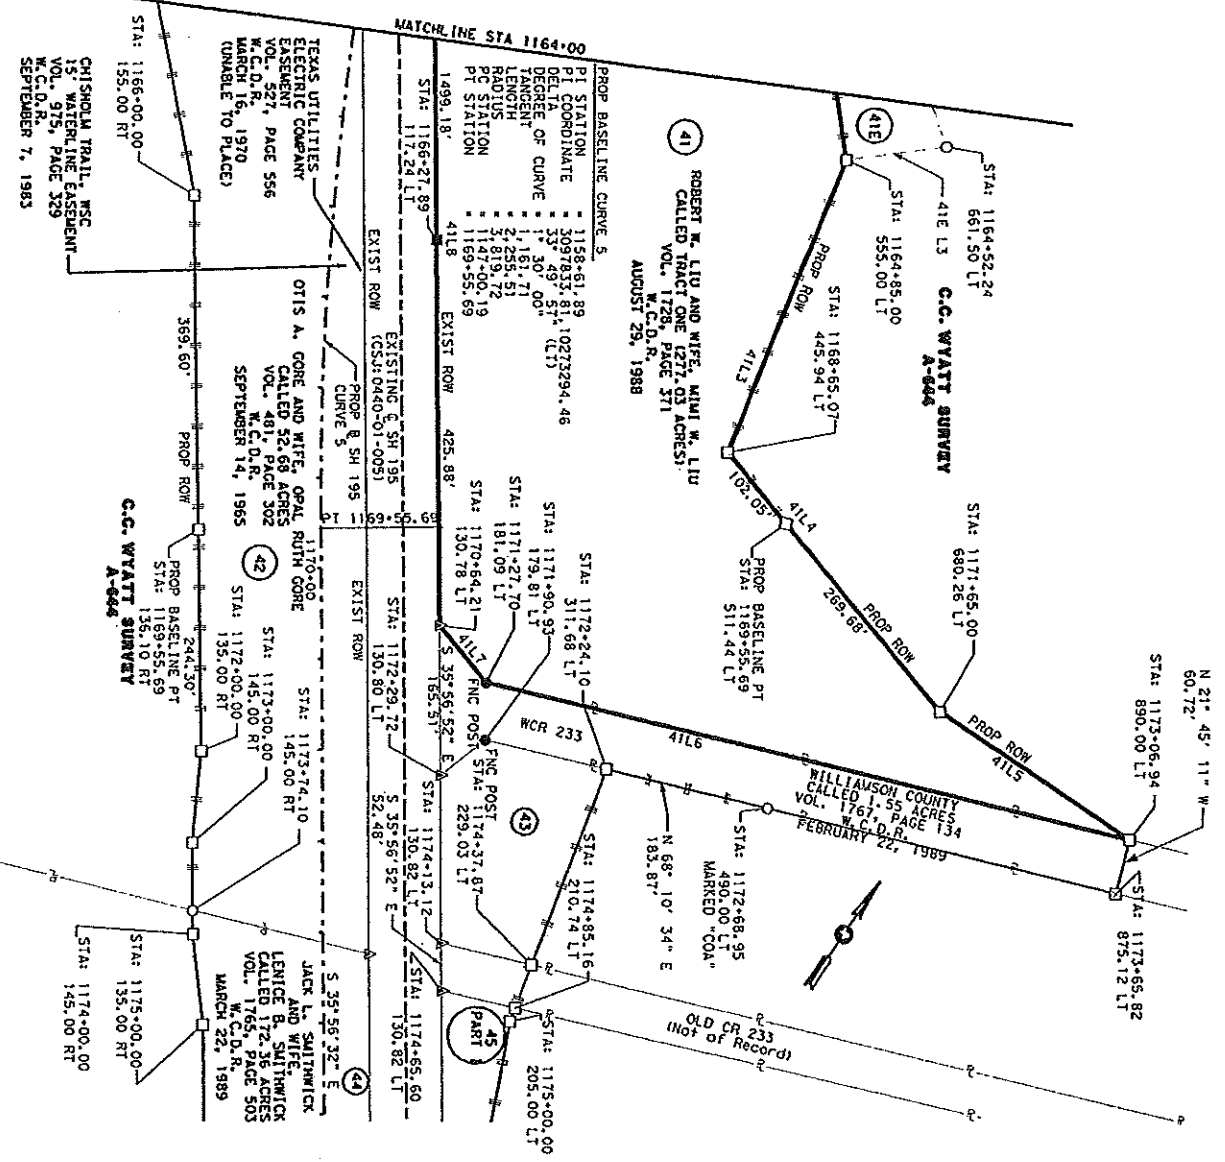 MATCHLINE STA 1164+00
STA: 1164+52.24
661.50 LT
41E
41E L3
C.C. WYATT SURVEY
A-644
STA: 1164+85.00
555.00 LT
PROP ROW
STA: 1168+65.07
445.94 LT
41L3
41
ROBERT W. LIU AND WIFE, MIMI W. LIU
CALLED TRACT ONE (277.03 ACRES)
VOL. 1728, PAGE 371
W.C.D.R.
AUGUST 29, 1988
102.05'
41L4
PROP BASELINE PT
STA: 1169+55.69
511.44 LT
STA: 1171+65.00
680.26 LT
PROP ROW
269.68'
PROP ROW
41L5
N 21° 45' 11" W
60.72'
STA: 1173+06.94
890.00 LT
STA: 1173+65.82
875.12 LT
PROP BASELINE CURVE 5
PI STATION = 1158+61.89
PI COORDINATE = 3097833.81,10273294.46
DELTA = 33° 49' 57" (LT)
DEGREE OF CURVE = 1° 30' 00"
TANGENT = 1,161.71
LENGTH = 2,255.51
RADIUS = 3,819.72
PC STATION = 1147+00.19
PT STATION = 1169+55.69
WILLIAMSON COUNTY
CALLED 1.55 ACRES
VOL. 1767, PAGE 134
W.C.D.R.
FEBRUARY 22, 1989
41L6
WCR 233
STA: 1172+24.10
311.68 LT
STA: 1171+90.93
179.81 LT
STA: 1171+27.70
181.09 LT
STA: 1170+64.21
130.78 LT
41L7
FNC POST
FNC POST
STA: 1172+68.95
490.00 LT
MARKED "COA"
N 68° 10' 34" E
183.87'
43
STA: 1174+37.87
229.03 LT
STA: 1174+85.16
210.74 LT
OLD CR 233
(Not of Record)
45
PART
STA: 1175+00.00
205.00 LT
1499.18'
STA: 1166+27.89
117.24 LT
41L8
EXIST ROW
425.88'
S 35°56'52" E
165.51'
STA: 1172+29.72
130.80 LT
STA: 1174+13.12
130.82 LT
S 35°56'52" E
52.48'
STA: 1174+65.60
130.82 LT
EXIST ROW
EXISTING ℄ SH 195
(CSJ:0440-01-005)
PT 1169+55.69
EXIST ROW
PROP ℄ SH 195
CURVE 5
1170+00
S 35°56'32" E
44
TEXAS UTILITIES
ELECTRIC COMPANY
EASEMENT
VOL. 527, PAGE 556
W.C.D.R.
MARCH 16, 1970
(UNABLE TO PLACE)
OTIS A. GORE AND WIFE, OPAL RUTH GORE
CALLED 52.68 ACRES
VOL. 481, PAGE 302
W.C.D.R.
SEPTEMBER 14, 1965
42
JACK L. SMITHWICK
AND WIFE,
LENICE B. SMITHWICK
CALLED 172.36 ACRES
VOL. 1765, PAGE 503
W.C.D.R.
MARCH 22, 1989
STA: 1166+00.00
155.00 RT
369.60'
PROP ROW
PROP BASELINE PT
STA: 1169+55.69
136.10 RT
244.30'
STA: 1172+00.00
135.00 RT
STA: 1173+00.00
145.00 RT
STA: 1173+74.10
145.00 RT
STA: 1175+00.00
135.00 RT
STA: 1174+00.00
145.00 RT
C.C. WYATT SURVEY
A-644
CHISHOLM TRAIL, WSC
15' WATERLINE EASEMENT
VOL. 975, PAGE 329
W.C.D.R.
SEPTEMBER 7, 1983